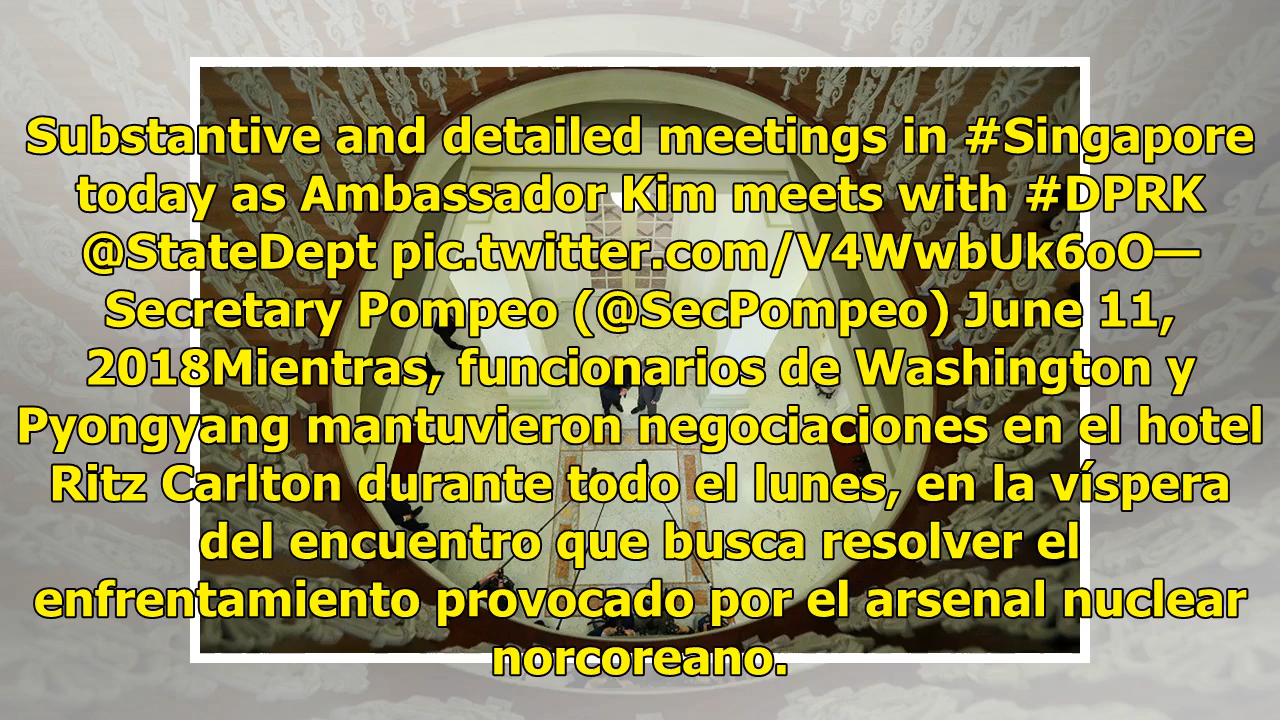 Substantive and detailed meetings in #Singapore
today as Ambassador Kim meets with #DPRK
@StateDept pic.twitter.com/V4WwbUk6oO—
Secretary Pompeo (@SecPompeo) June 11,
2018Mientras, funcionarios de Washington y
Pyongyang mantuvieron negociaciones en el hotel
Ritz Carlton durante todo el lunes, en la víspera
del encuentro que busca resolver el
enfrentamiento provocado por el arsenal nuclear
norcoreano.